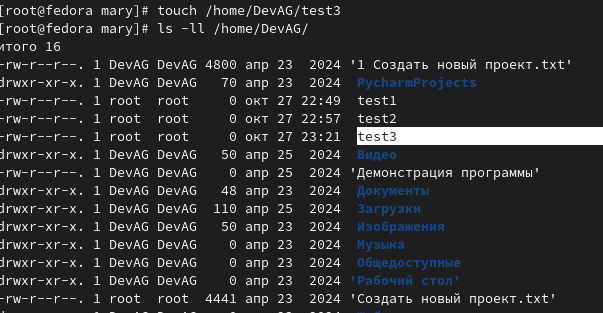 [root@fedora mary]# touch /home/DevAG/test3
[root@fedora mary]# ls -ll /home/DevAG/
итого 16
-rw-r--r--. 1 DevAG DevAG 4800 апр 23  2024 '1 Создать новый проект.txt'
drwxr-xr-x. 1 DevAG DevAG   70 апр 23  2024  PycharmProjects
-rw-r--r--. 1 root  root     0 окт 27 22:49  test1
-rw-r--r--. 1 root  root     0 окт 27 22:57  test2
-rw-r--r--. 1 root  root     0 окт 27 23:21  test3
drwxr-xr-x. 1 DevAG DevAG   50 апр 25  2024  Видео
-rw-r--r--. 1 DevAG DevAG    0 апр 25  2024 'Демонстрация программы'
drwxr-xr-x. 1 DevAG DevAG   48 апр 23  2024  Документы
drwxr-xr-x. 1 DevAG DevAG  110 апр 25  2024  Загрузки
drwxr-xr-x. 1 DevAG DevAG   50 апр 23  2024  Изображения
drwxr-xr-x. 1 DevAG DevAG    0 апр 23  2024  Музыка
drwxr-xr-x. 1 DevAG DevAG    0 апр 23  2024  Общедоступные
drwxr-xr-x. 1 DevAG DevAG    0 апр 23  2024 'Рабочий стол'
-rw-r--r--. 1 root  root  4441 апр 23  2024 'Создать новый проект.txt'